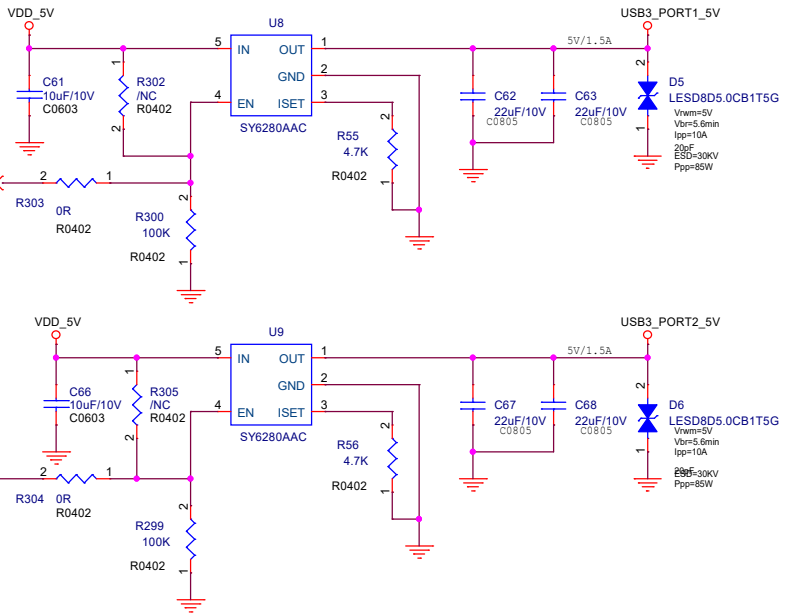 VDD_5V
U8
USB3_PORT1_5V
5 IN OUT 1
5V/1.5A
GND 2
4 EN ISET 3
SY6280AAC
C61
10uF/10V
C0603
1
R302
/NC
R0402
2
2
R55
4.7K
R0402
1
C62
22uF/10V
C0805
C63
22uF/10V
C0805
2
D5
LESD8D5.0CB1T5G
1
Vrwm=5V
Vbr=5.6min
Ipp=10A
20pF
ESD=30KV
Ppp=85W
2 1
R303
0R
R0402
2
R300
100K
R0402
1
VDD_5V
U9
USB3_PORT2_5V
5 IN OUT 1
5V/1.5A
GND 2
4 EN ISET 3
SY6280AAC
C66
10uF/10V
C0603
1
R305
/NC
R0402
2
2
R56
4.7K
R0402
1
C67
22uF/10V
C0805
C68
22uF/10V
C0805
2
D6
LESD8D5.0CB1T5G
1
Vrwm=5V
Vbr=5.6min
Ipp=10A
20pF
ESD=30KV
Ppp=85W
2 1
R304
0R
R0402
2
R299
100K
R0402
1